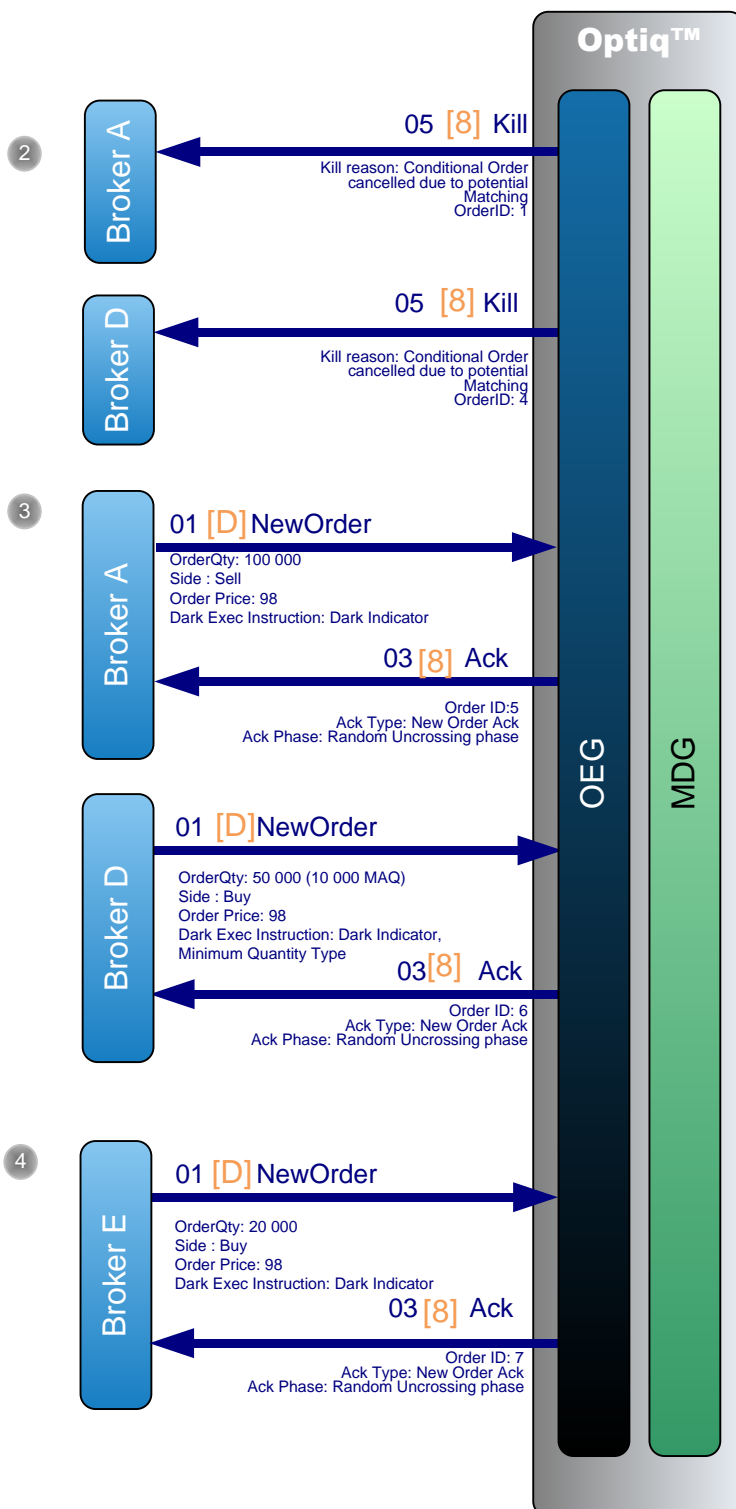 Optiq™
2
Broker A
05 [8] Kill
Kill reason: Conditional Order
cancelled due to potential
Matching
OrderID: 1
Broker D
05 [8] Kill
Kill reason: Conditional Order
cancelled due to potential
Matching
OrderID: 4
3
Broker A
01 [D] NewOrder
OrderQty: 100 000
Side : Sell
Order Price: 98
Dark Exec Instruction: Dark Indicator
03 [8] Ack
Order ID:5
Ack Type: New Order Ack
Ack Phase: Random Uncrossing phase
OEG
MDG
Broker D
01 [D]NewOrder
OrderQty: 50 000 (10 000 MAQ)
Side : Buy
Order Price: 98
Dark Exec Instruction: Dark Indicator,
Minimum Quantity Type
03[8] Ack
Order ID: 6
Ack Type: New Order Ack
Ack Phase: Random Uncrossing phase
4
Broker E
01 [D] NewOrder
OrderQty: 20 000
Side : Buy
Order Price: 98
Dark Exec Instruction: Dark Indicator
03 [8] Ack
Order ID: 7
Ack Type: New Order Ack
Ack Phase: Random Uncrossing phase